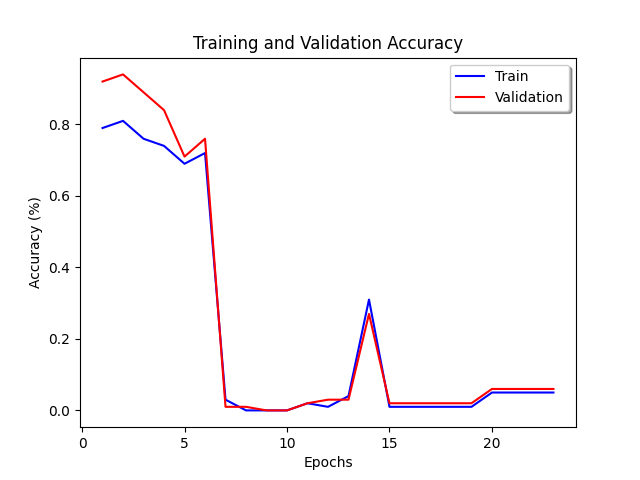 Training and Validation Accuracy
Train
Validation
Accuracy (%)
0.8
0.6
0.4
0.2
0.0
0 5 10 15 20
Epochs